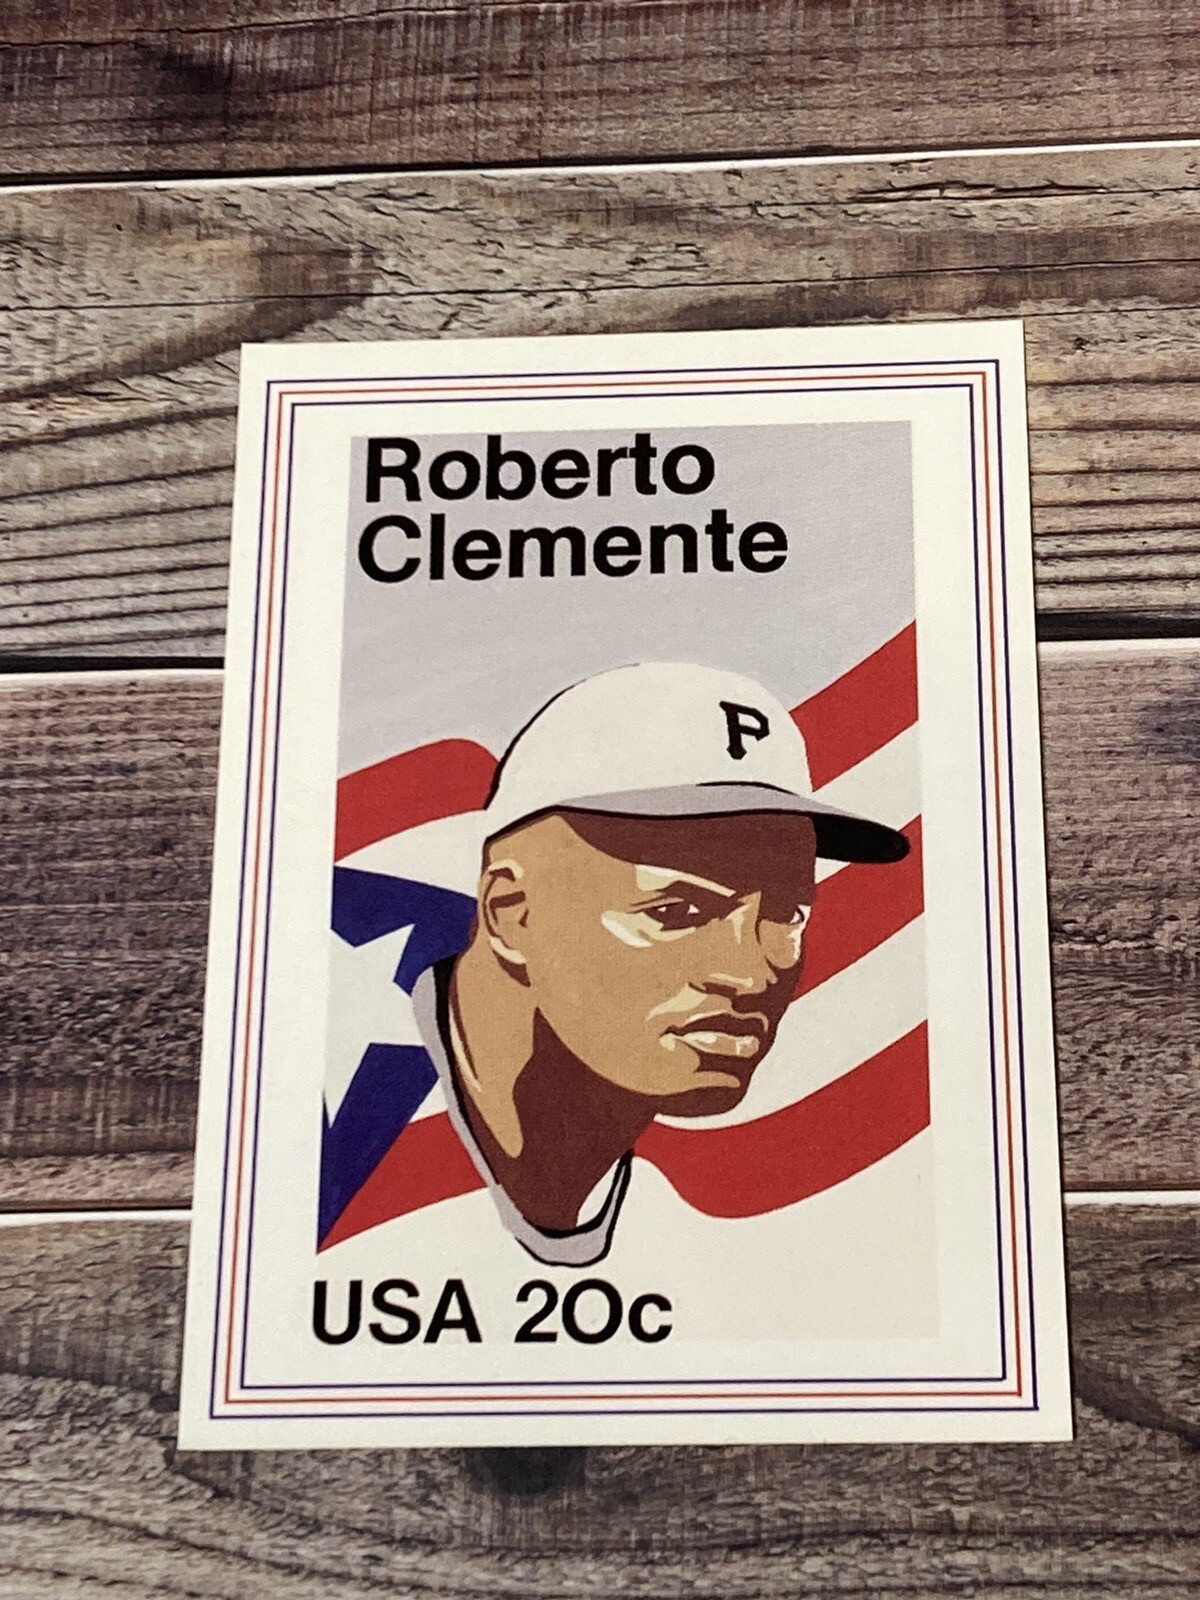 Roberto
Clemente
P
USA 20c